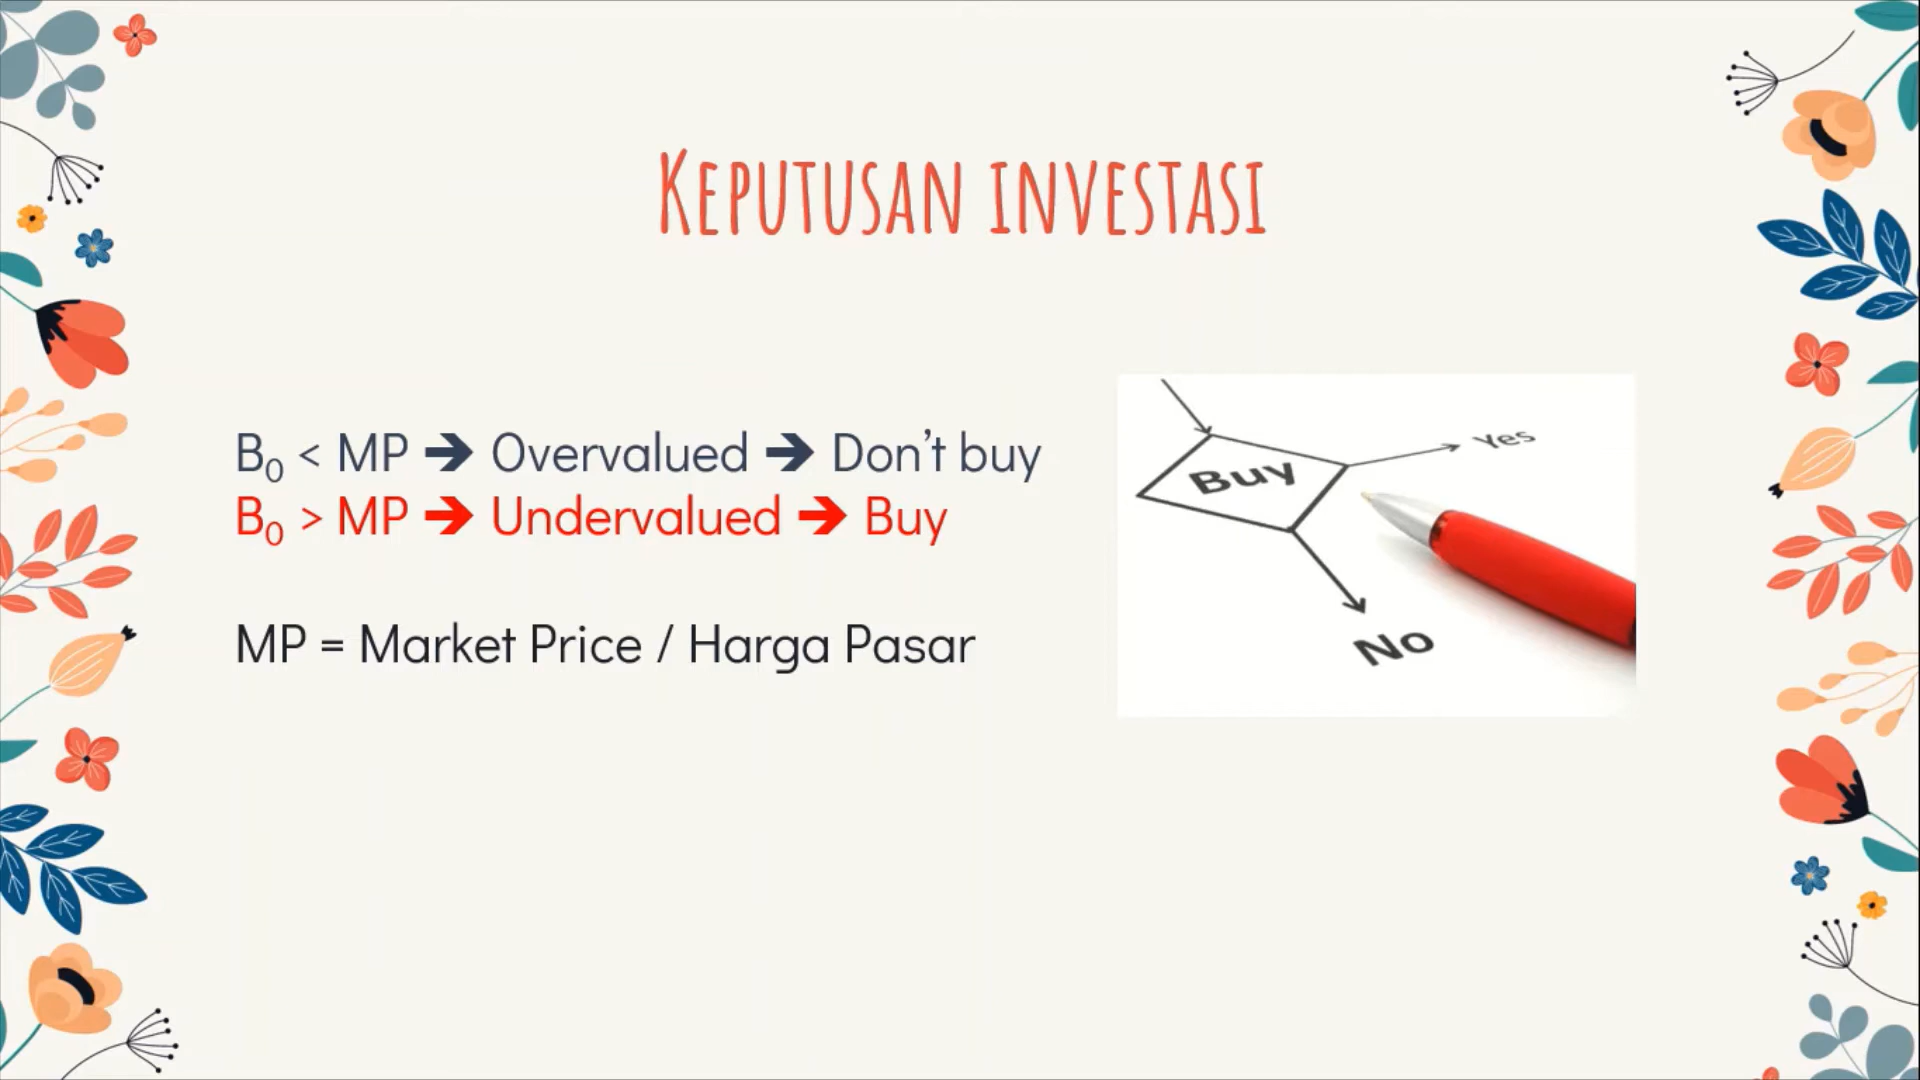 Keputusan investasi
B₀ < MP ➔ Overvalued ➔ Don't buy
B₀ > MP ➔ Undervalued ➔ Buy
MP = Market Price / Harga Pasar
Yes
Buy
No